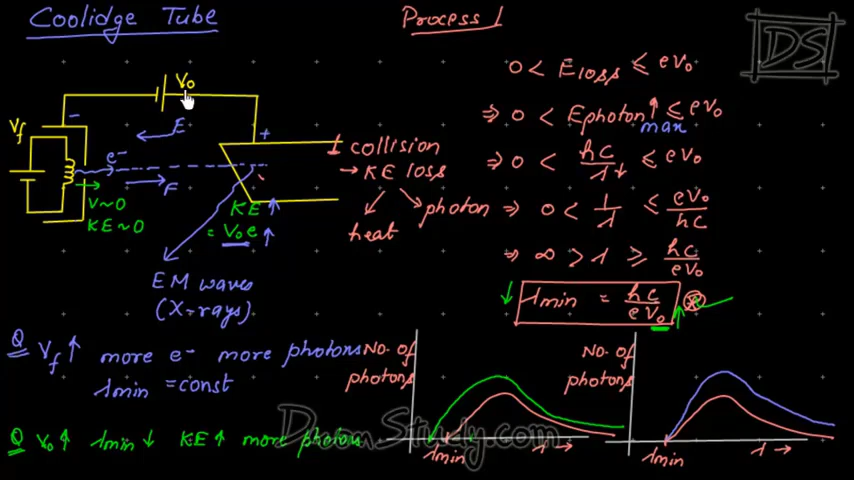 Coolidge Tube
Process 1
DS
V₀
Vf
-
+
E
e⁻
F
V~0
KE~0
KE ↑
= V₀e ↑
EM waves
(X-rays)
1 collision
→ KE loss
heat
photon
0 < Eloss ≤ eV₀
⇒ 0 < Ephoton ↑ ≤ eV₀
max
⇒ 0 < hc/λ↓ ≤ eV₀
⇒ 0 < 1/λ ≤ eV₀/hc
⇒ ∞ > λ ≥ hc/eV₀
↓ λmin = hc/eV₀ ↑
Q Vf ↑ more e⁻ more photons
λmin = const
Q V₀ ↑ λmin ↓ KE ↑ more photon
No. of
photons
λmin λ →
No. of
photons
λmin λ →
DoonStudy.com